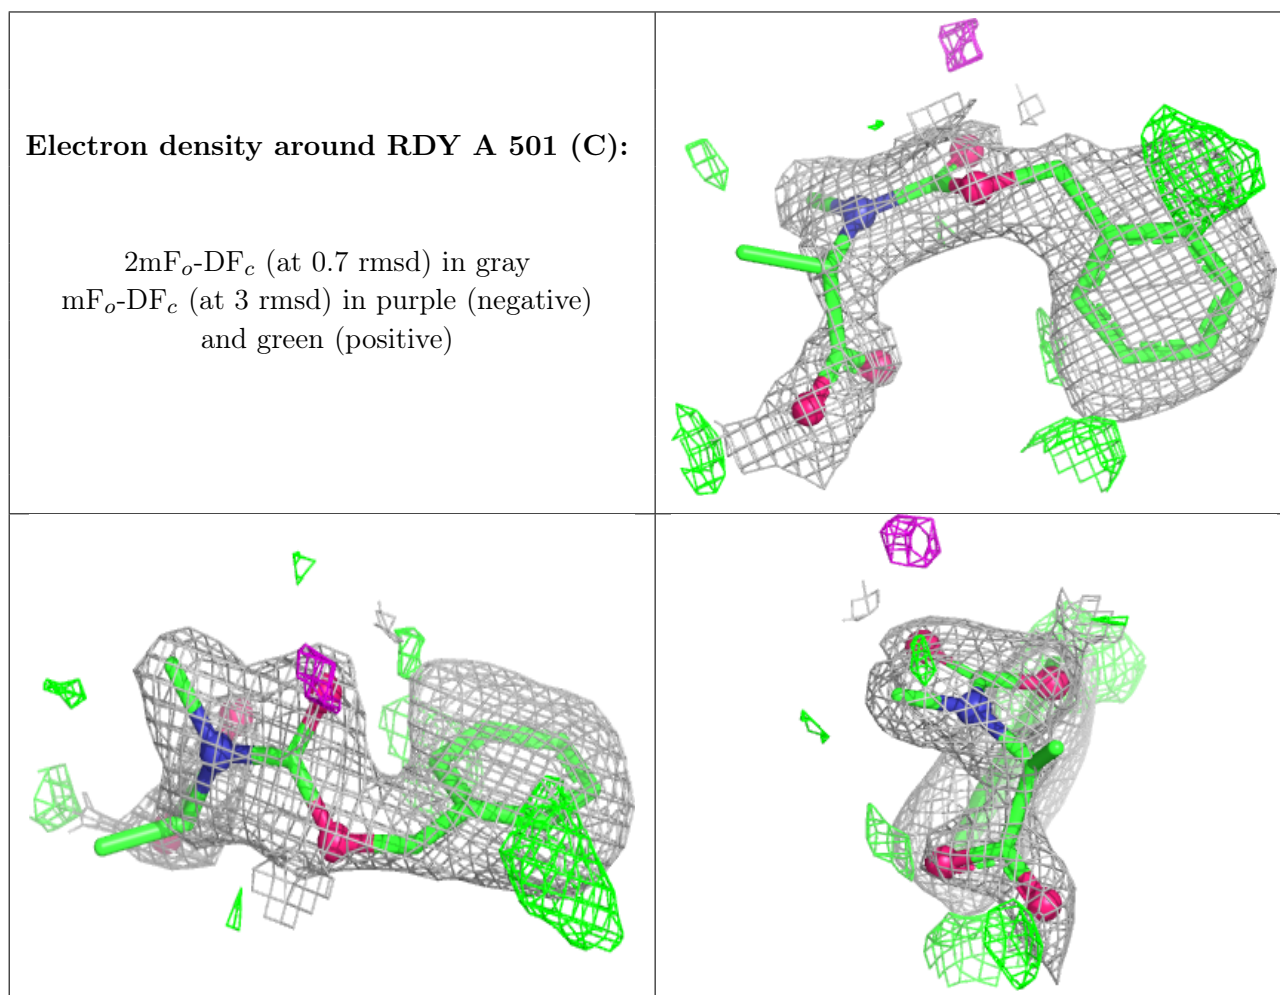 Electron density around RDY A 501 (C):
2mFo-DFc (at 0.7 rmsd) in gray
mFo-DFc (at 3 rmsd) in purple (negative)
and green (positive)